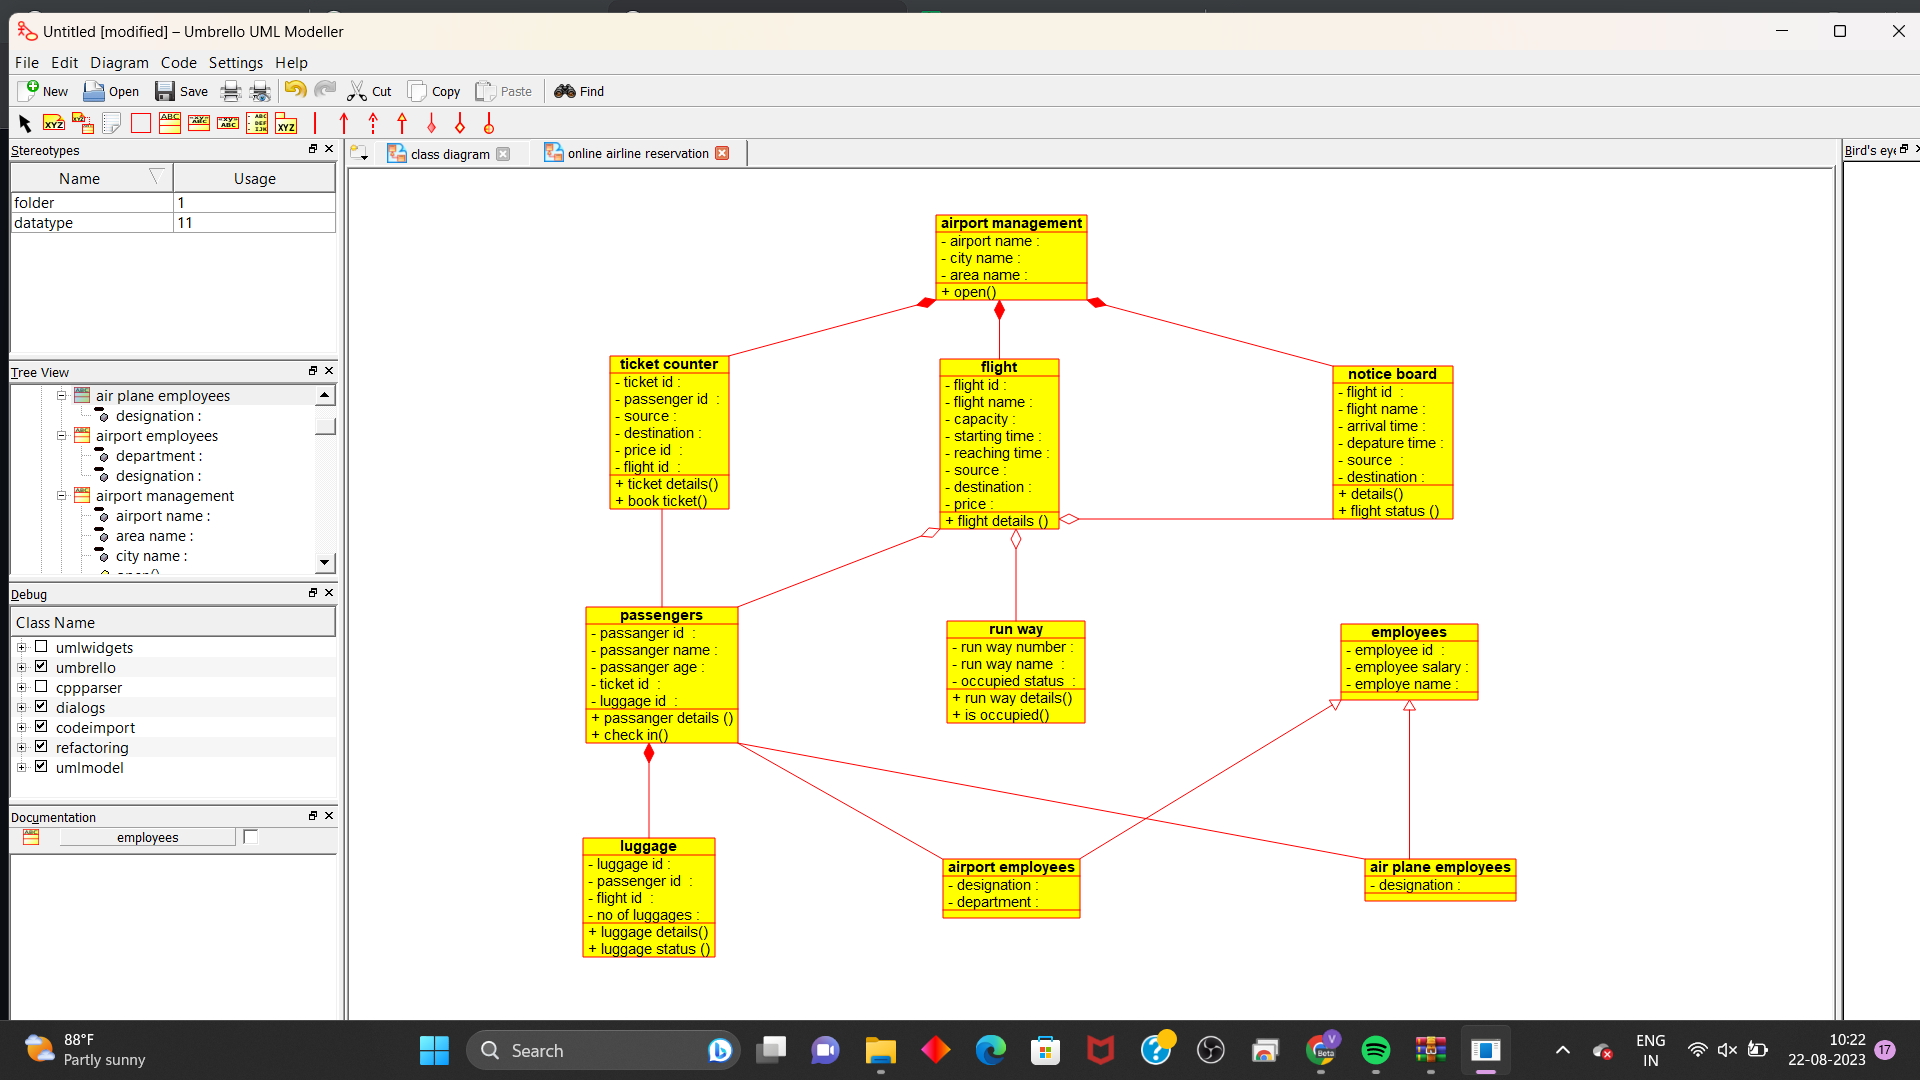 Untitled [modified] – Umbrello UML Modeller
File Edit Diagram Code Settings Help
New Open Save Cut Copy Paste Find
Stereotypes
Name Usage
folder 1
datatype 11
Tree View
air plane employees
designation :
airport employees
department :
designation :
airport management
airport name :
area name :
city name :
Debug
Class Name
umlwidgets
umbrello
cppparser
dialogs
codeimport
refactoring
umlmodel
Documentation
employees
class diagram
online airline reservation
Bird's eye
airport management
- airport name :
- city name :
- area name :
+ open()
ticket counter
- ticket id :
- passenger id :
- source :
- destination :
- price id :
- flight id :
+ ticket details()
+ book ticket()
flight
- flight id :
- flight name :
- capacity :
- starting time :
- reaching time :
- source :
- destination :
- price :
+ flight details ()
notice board
- flight id :
- flight name :
- arrival time :
- depature time :
- source :
- destination :
+ details()
+ flight status ()
passengers
- passanger id :
- passanger name :
- passanger age :
- ticket id :
- luggage id :
+ passanger details ()
+ check in()
run way
- run way number :
- run way name :
- occupied status :
+ run way details()
+ is occupied()
employees
- employee id :
- employee salary :
- employe name :
luggage
- luggage id :
- passenger id :
- flight id :
- no of luggages :
+ luggage details()
+ luggage status ()
airport employees
- designation :
- department :
air plane employees
- designation :
88°F
Partly sunny
Search
Beta
ENG
IN
10:22
22-08-2023
17